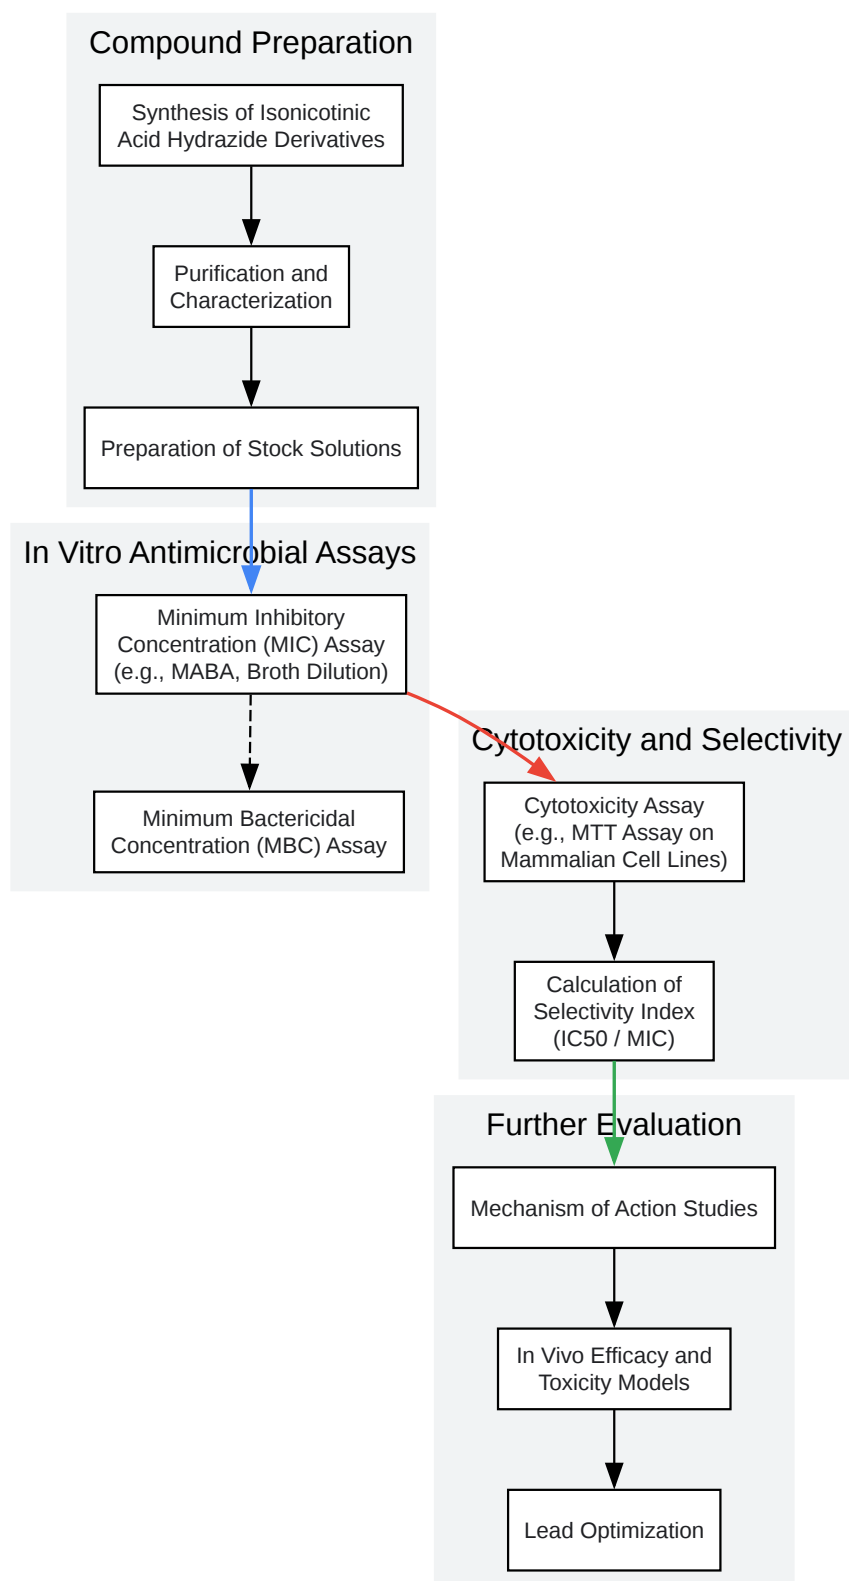 Compound Preparation
Synthesis of Isonicotinic
Acid Hydrazide Derivatives
Purification and
Characterization
Preparation of Stock Solutions
In Vitro Antimicrobial Assays
Minimum Inhibitory
Concentration (MIC) Assay
(e.g., MABA, Broth Dilution)
Minimum Bactericidal
Concentration (MBC) Assay
Cytotoxicity and Selectivity
Cytotoxicity Assay
(e.g., MTT Assay on
Mammalian Cell Lines)
Calculation of
Selectivity Index
(IC50 / MIC)
Further Evaluation
Mechanism of Action Studies
In Vivo Efficacy and
Toxicity Models
Lead Optimization